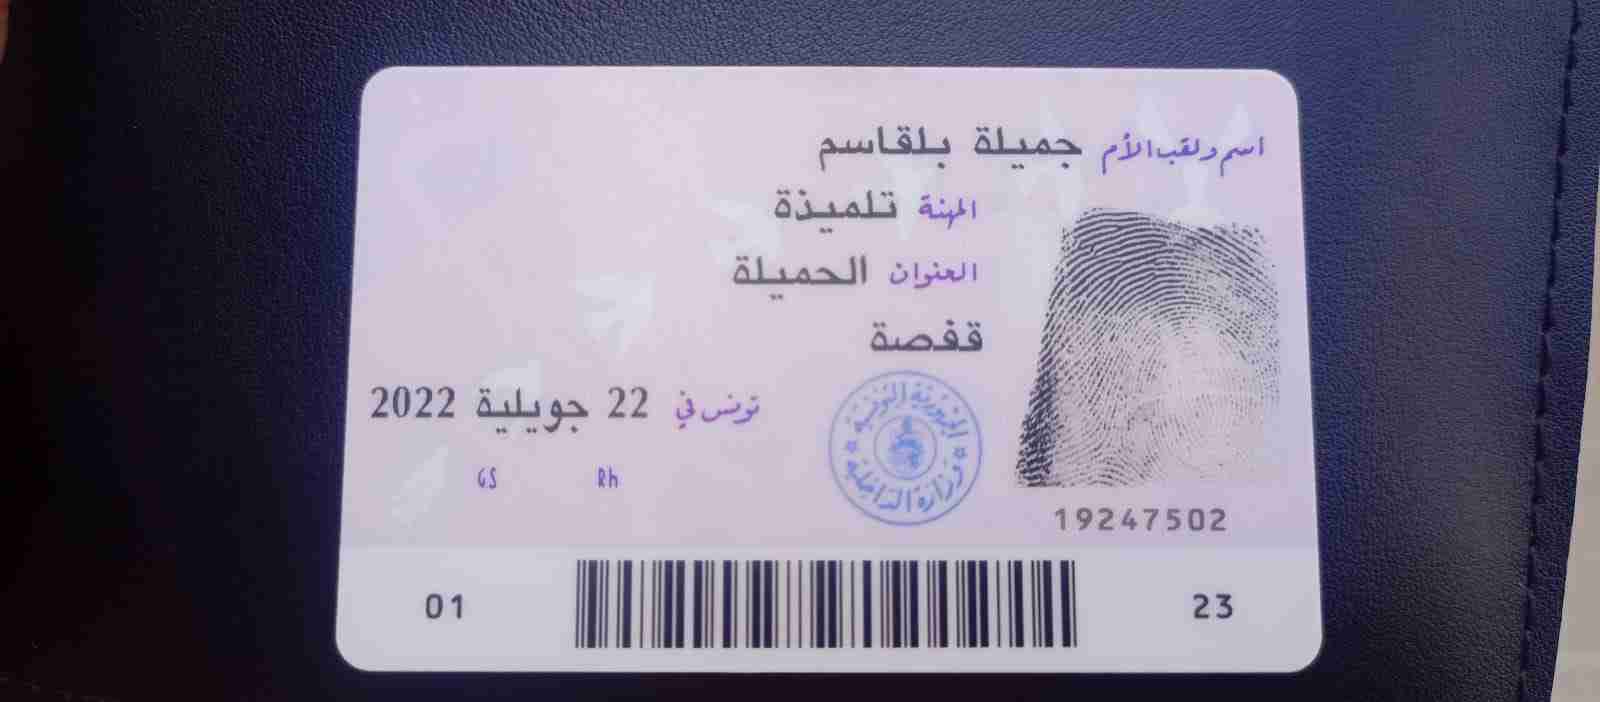 اسم ولقب الأم جميلة بلقاسم
المهنة تلميذة
العنوان الحميلة
قفصة
تونس في 22 جويلية 2022
GS Rh
الجمهورية التونسية
وزارة الداخلية
19247502
01 23